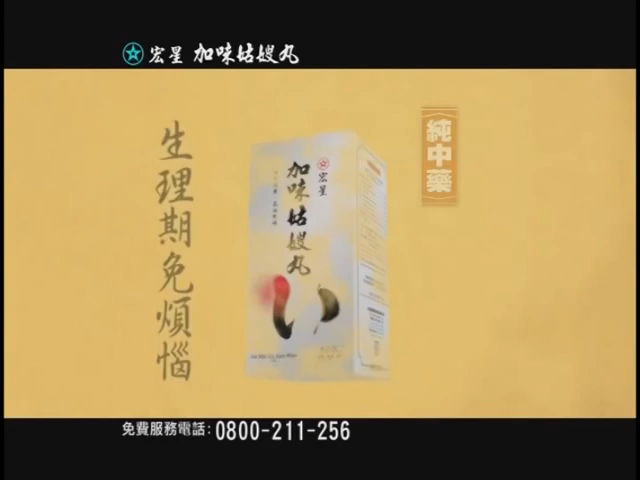 宏星 加味姑嫂丸
生理期免煩惱
純中藥
宏星
加味姑嫂丸
免費服務電話:0800-211-256